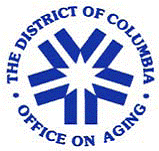 THE DISTRICT OF COLUMBIA
OFFICE ON AGING